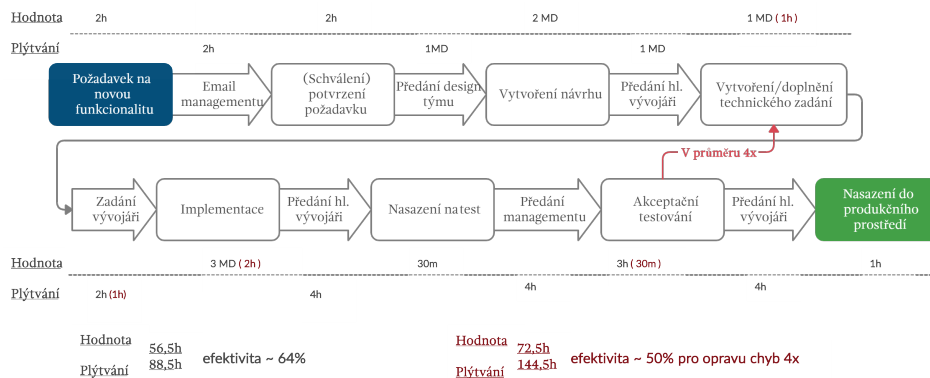 Hodnota 2h 2h 2 MD 1 MD (1h)
Plýtvání 2h 1MD 1 MD
Požadavek na
novou
funkcionalitu
Email
managementu
(Schválení)
potvrzení
požadavku
Předání design
týmu
Vytvoření návrhu
Předání hl.
vývojáři
Vytvoření/doplnění
technického zadání
V průměru 4x
Zadání
vývojáři
Implementace
Předání hl.
vývojáři
Nasazení na test
Předání
managementu
Akceptační
testování
Předání hl.
vývojáři
Nasazení do
produkčního
prostředí
Hodnota 3 MD (2h) 30m 3h (30m) 1h
Plýtvání 2h (1h) 4h 4h 4h
Hodnota 56,5h
Plýtvání 88,5h
efektivita ~ 64%
Hodnota 72,5h
Plýtvání 144,5h
efektivita ~ 50% pro opravu chyb 4x